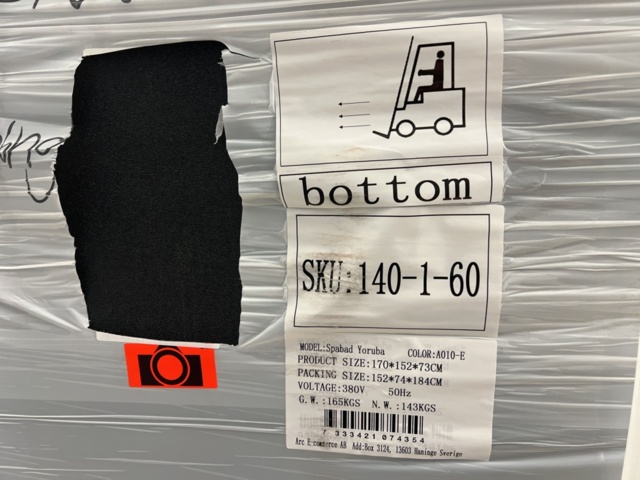 bottom
SKU:140-1-60
MODEL:Spabad Yoruba COLOR:A010-E
PRODUCT SIZE:170*152*73CM
PACKING SIZE:152*74*184CM
VOLTAGE:380V 50Hz
G.W.:165KGS N.W.:143KGS
7 333421 074354
Arc E-commerce AB Add:Box 3124, 13603 Haninge Sverige